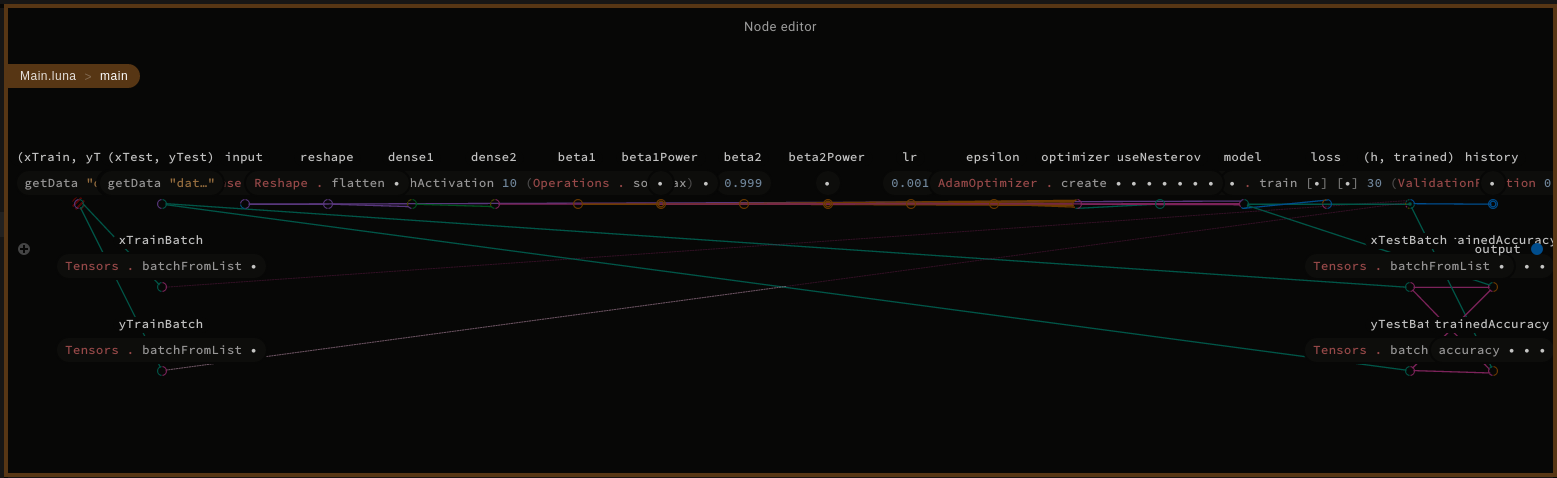 Node editor
Main.luna > main
(xTrain, yT (xTest, yTest) input reshape dense1 dense2 beta1 beta1Power beta2 beta2Power lr epsilon optimizer useNesterov model loss (h, trained) history
getData "d getData "dat…" se Reshape . flatten • hActivation 10 (Operations . so • ax) • 0.999 • 0.001 AdamOptimizer . create • • • • • • • • . train [•] [•] 30 (ValidationF • tion 0
xTrainBatch xTestBatch ainedAccuracy
output
Tensors . batchFromList • Tensors . batchFromList • • •
yTrainBatch yTestBat trainedAccuracy
Tensors . batchFromList • Tensors . batch accuracy • • •